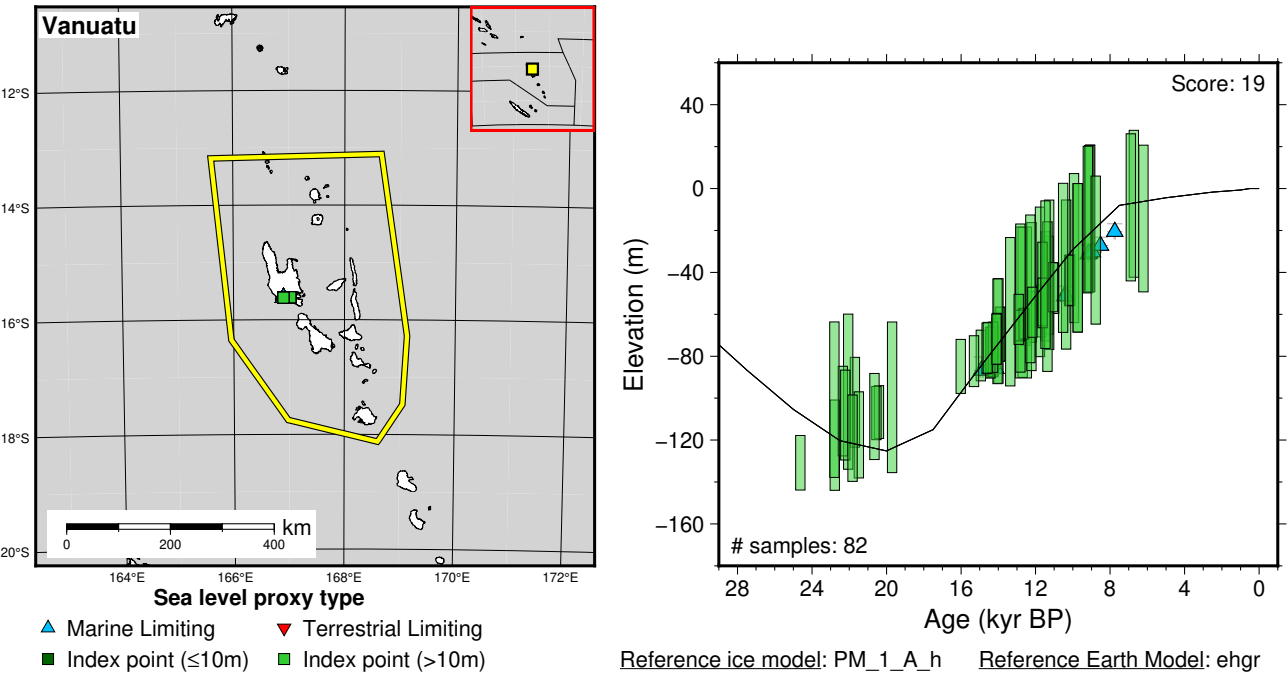 Vanuatu
12°S
14°S
16°S
18°S
20°S
km
0 200 400
164°E 166°E 168°E 170°E 172°E
Sea level proxy type
Marine Limiting Terrestrial Limiting
Index point (≤10m) Index point (>10m)
Score: 19
40
0
−40
−80
−120
−160
Elevation (m)
# samples: 82
28 24 20 16 12 8 4 0
Age (kyr BP)
Reference ice model: PM_1_A_h Reference Earth Model: ehgr